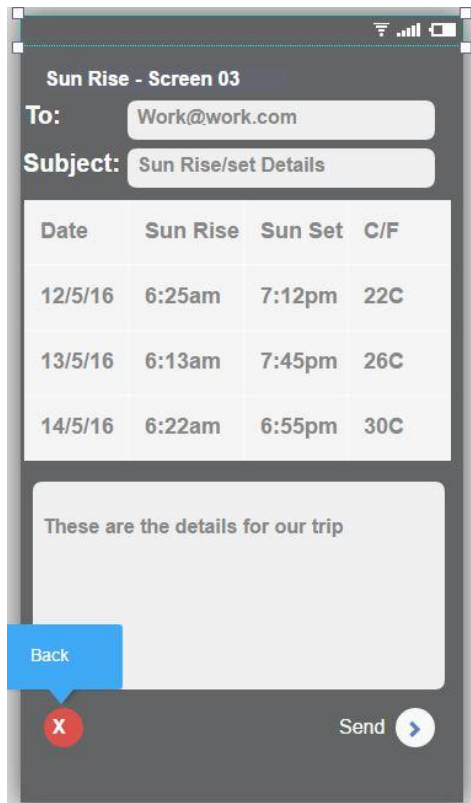 Sun Rise - Screen 03
To: Work@work.com
Subject: Sun Rise/set Details
Date Sun Rise Sun Set C/F
12/5/16 6:25am 7:12pm 22C
13/5/16 6:13am 7:45pm 26C
14/5/16 6:22am 6:55pm 30C
These are the details for our trip
Back
X Send